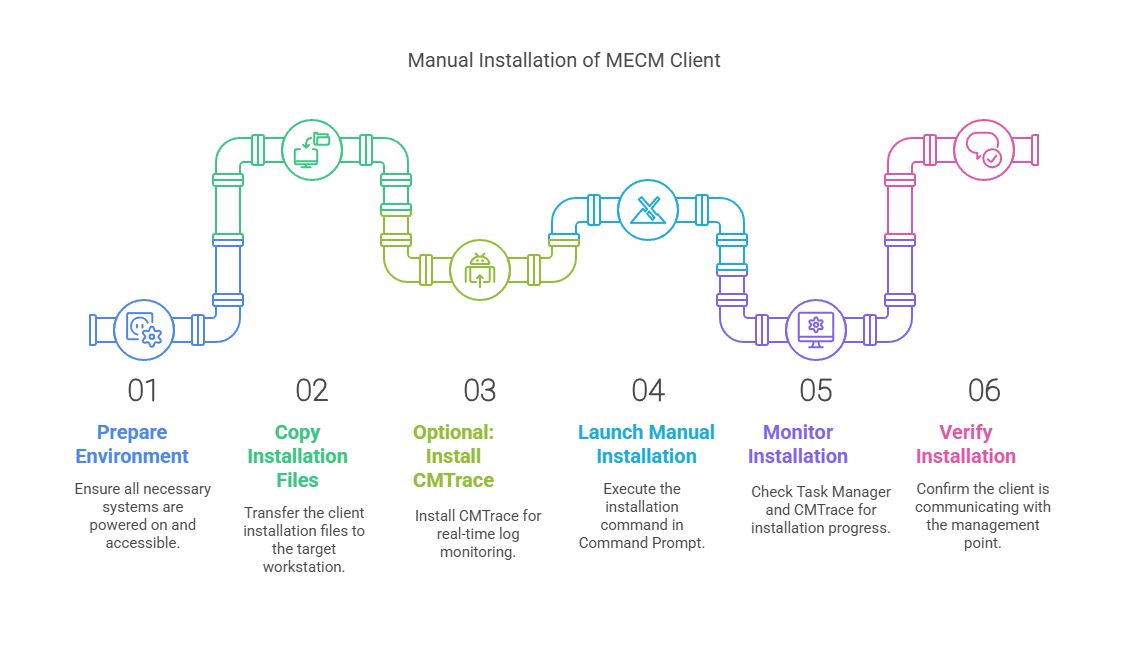 Manual Installation of MECM Client
01
Prepare
Environment
Ensure all necessary
systems are
powered on and
accessible.
02
Copy
Installation
Files
Transfer the client
installation files to
the target
workstation.
03
Optional:
Install
CMTrace
Install CMTrace for
real-time log
monitoring.
04
Launch Manual
Installation
Execute the
installation
command in
Command Prompt.
05
Monitor
Installation
Check Task Manager
and CMTrace for
installation progress.
06
Verify
Installation
Confirm the client is
communicating with
the management
point.